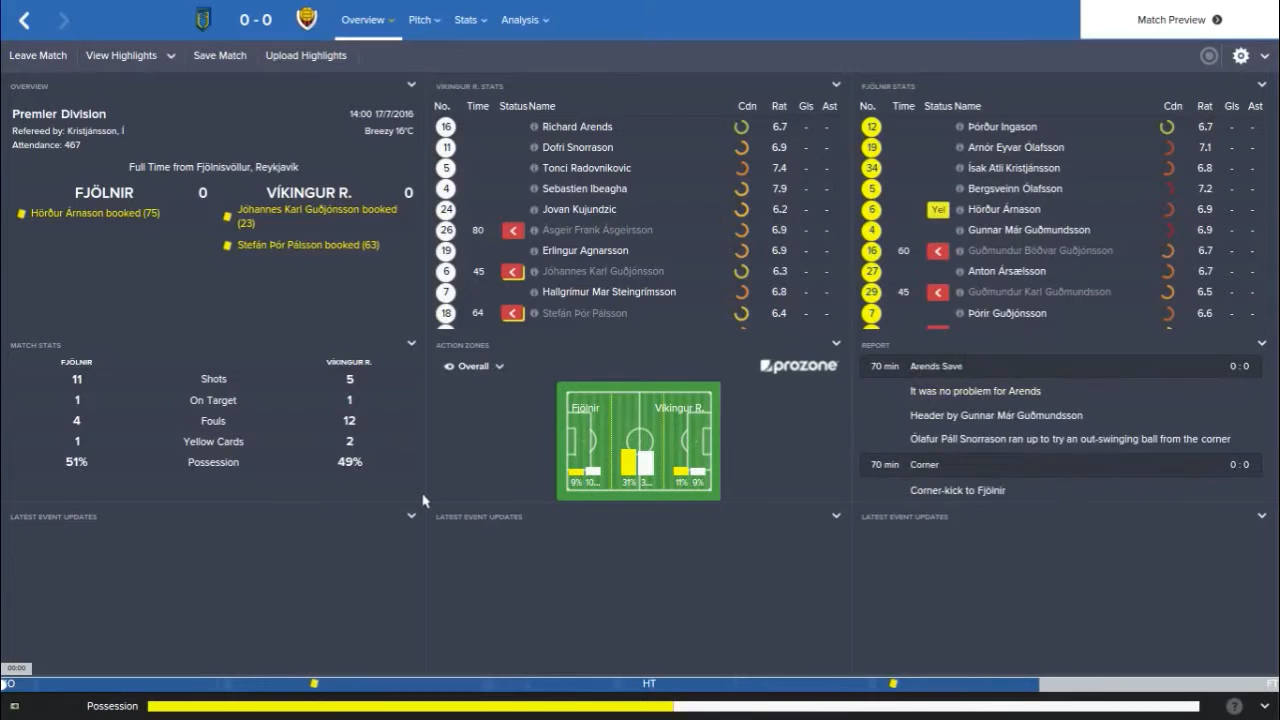 0 - 0
Overview
Pitch
Stats
Analysis
Match Preview
Leave Match
View Highlights
Save Match
Upload Highlights
OVERVIEW
Premier Division
14:00 17/7/2016
Refereed by: Kristjánsson, Í
Breezy 16°C
Attendance: 467
Full Time from Fjölnisvöllur, Reykjavik
FJÖLNIR 0 VÍKINGUR R. 0
Hörður Árnason booked (75)
Jóhannes Karl Guðjónsson booked
(23)
Stefán Þór Pálsson booked (63)
VÍKINGUR R. STATS
No. Time Status Name Cdn Rat Gls Ast
16 Richard Arends 6.7 - -
11 Dofri Snorrason 6.9 - -
5 Tonci Radovnikovic 7.4 - -
4 Sebastien Ibeagha 7.9 - -
24 Jovan Kujundzic 6.2 - -
26 80 Ásgeir Frank Ásgeirsson 6.9 - -
19 Erlingur Agnarsson 6.9 - -
6 45 Jóhannes Karl Guðjónsson 6.3 - -
7 Hallgrímur Mar Steingrímsson 6.8 - -
18 64 Stefán Þór Pálsson 6.4 - -
FJÖLNIR STATS
No. Time Status Name Cdn Rat Gls Ast
12 Þórður Ingason 6.7 - -
19 Arnór Eyvar Ólafsson 7.1 - -
34 Ísak Atli Kristjánsson 6.8 - -
5 Bergsveinn Ólafsson 7.2 - -
6 Yel Hörður Árnason 6.9 - -
4 Gunnar Már Guðmundsson 6.9 - -
16 60 Guðmundur Böðvar Guðjónsson 6.7 - -
27 Anton Ársælsson 6.7 - -
29 45 Guðmundur Karl Guðmundsson 6.5 - -
7 Þórir Guðjónsson 6.6 - -
MATCH STATS
FJÖLNIR VÍKINGUR R.
11 Shots 5
1 On Target 1
4 Fouls 12
1 Yellow Cards 2
51% Possession 49%
ACTION ZONES
Overall
prozone
Fjölnir Víkingur R.
9% 10... 31% 3... 11% 9%
REPORT
70 min Arends Save 0 : 0
It was no problem for Arends
Header by Gunnar Már Guðmundsson
Ólafur Páll Snorrason ran up to try an out-swinging ball from the corner
70 min Corner 0 : 0
Corner-kick to Fjölnir
LATEST EVENT UPDATES
LATEST EVENT UPDATES
LATEST EVENT UPDATES
00:00
HT
Possession